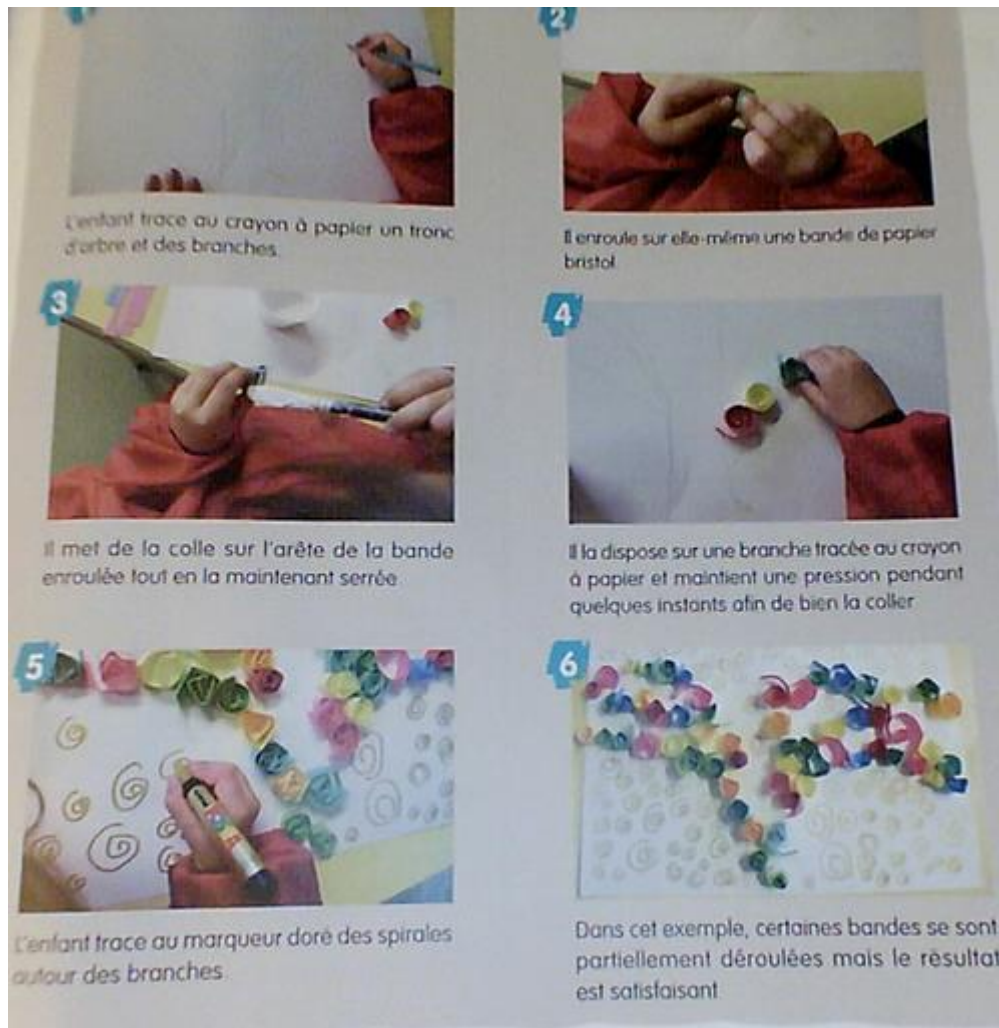 1
L'enfant trace au crayon à papier un tronc
d'arbre et des branches.
2
Il enroule sur elle-même une bande de papier
bristol
3
Il met de la colle sur l'arête de la bande
enroulée tout en la maintenant serrée
4
Il la dispose sur une branche tracée au crayon
à papier et maintient une pression pendant
quelques instants afin de bien la coller
5
L'enfant trace au marqueur doré des spirales
autour des branches
6
Dans cet exemple, certaines bandes se sont
partiellement déroulées mais le résultat
est satisfaisant